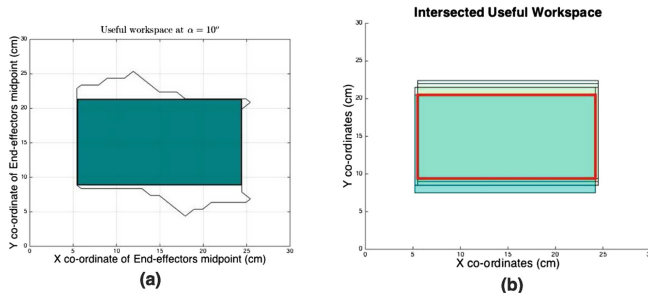 Useful workspace at α = 10°
Y co-ordinate of End-effectors midpoint (cm)
30
25
20
15
10
5
0
0 5 10 15 20 25 30
X co-ordinate of End-effectors midpoint (cm)
(a)
Intersected Useful Workspace
Y co-ordinates (cm)
30
25
20
15
10
5
0
0 5 10 15 20 25 30
X co-ordinates (cm)
(b)